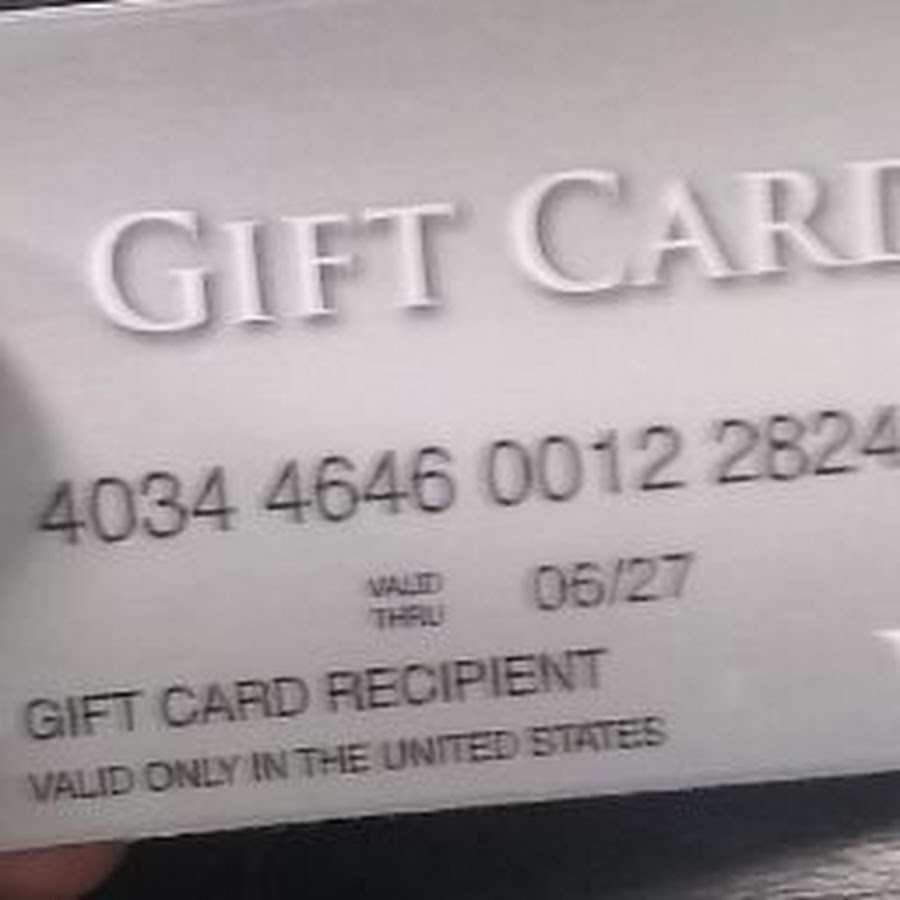 GIFT CARD
4034 4646 0012 2824
VALID
THRU
06/27
GIFT CARD RECIPIENT
VALID ONLY IN THE UNITED STATES